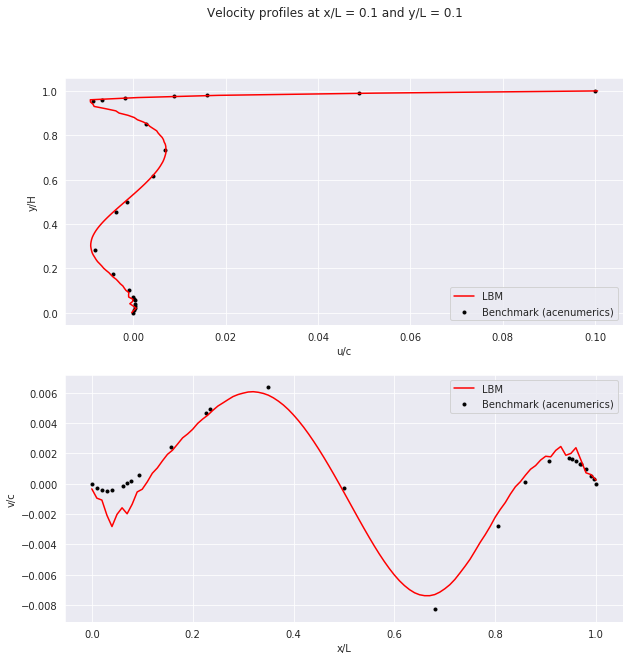 Velocity profiles at x/L = 0.1 and y/L = 0.1
1.0
0.8
0.6
0.4
0.2
0.0
y/H
LBM
Benchmark (acenumerics)
0.00 0.02 0.04 0.06 0.08 0.10
u/c
0.006
0.004
0.002
0.000
−0.002
−0.004
−0.006
−0.008
v/c
LBM
Benchmark (acenumerics)
0.0 0.2 0.4 0.6 0.8 1.0
x/L